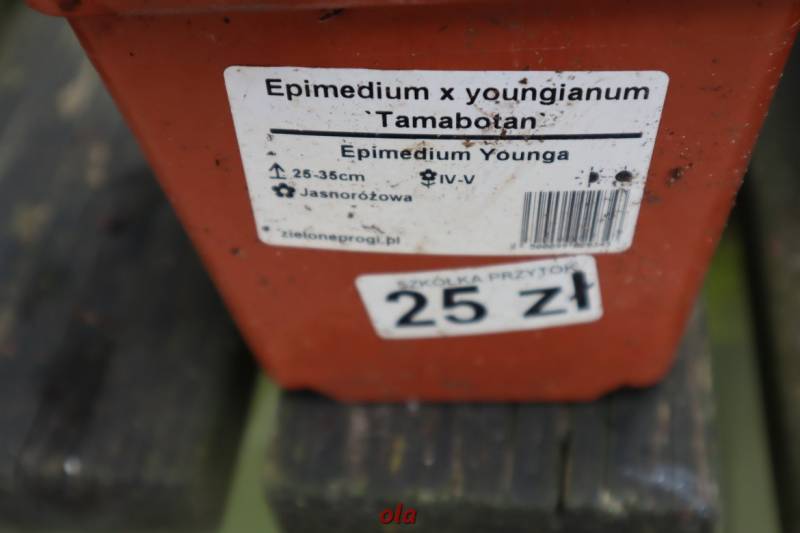 Epimedium x youngianum
`Tamabotan`
Epimedium Younga
25-35cm IV-V
Jasnoróżowa
zieloneprogi.pl
SZKÓŁKA PRZYTOK
25 zł
ola